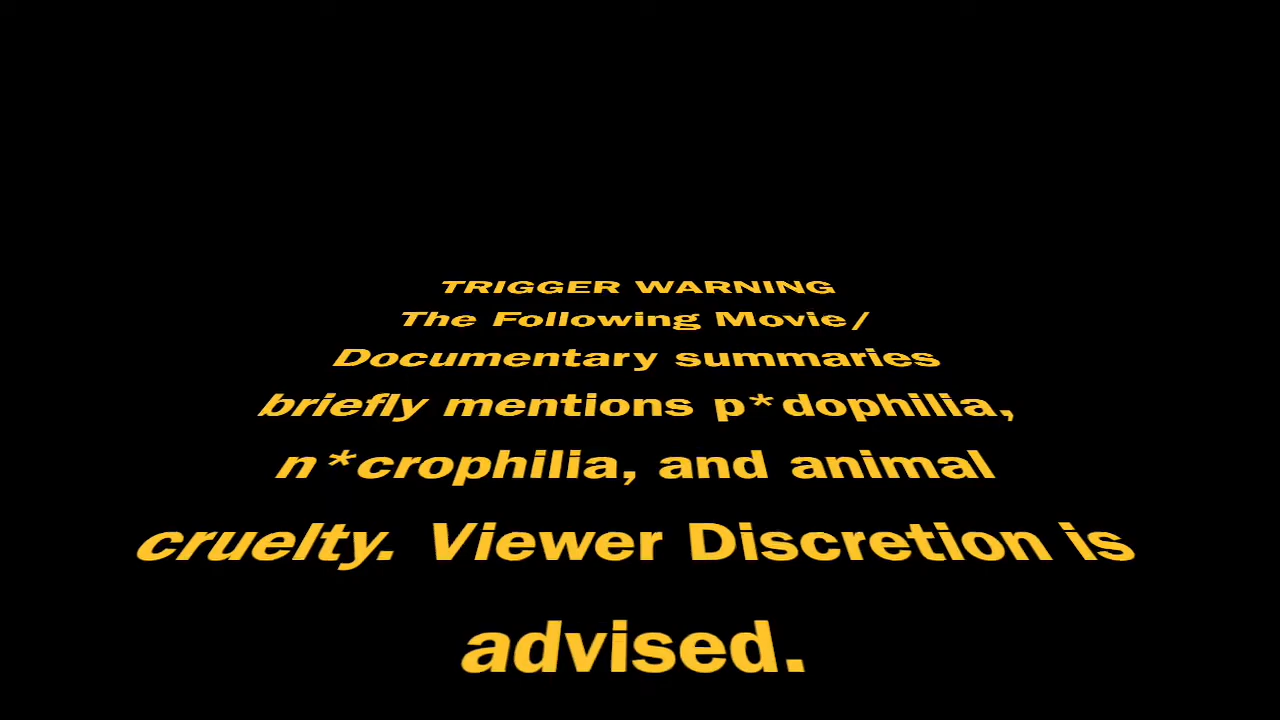 TRIGGER WARNING
The Following Movie/
Documentary summaries
briefly mentions p*dophilia,
n*crophilia, and animal
cruelty. Viewer Discretion is
advised.